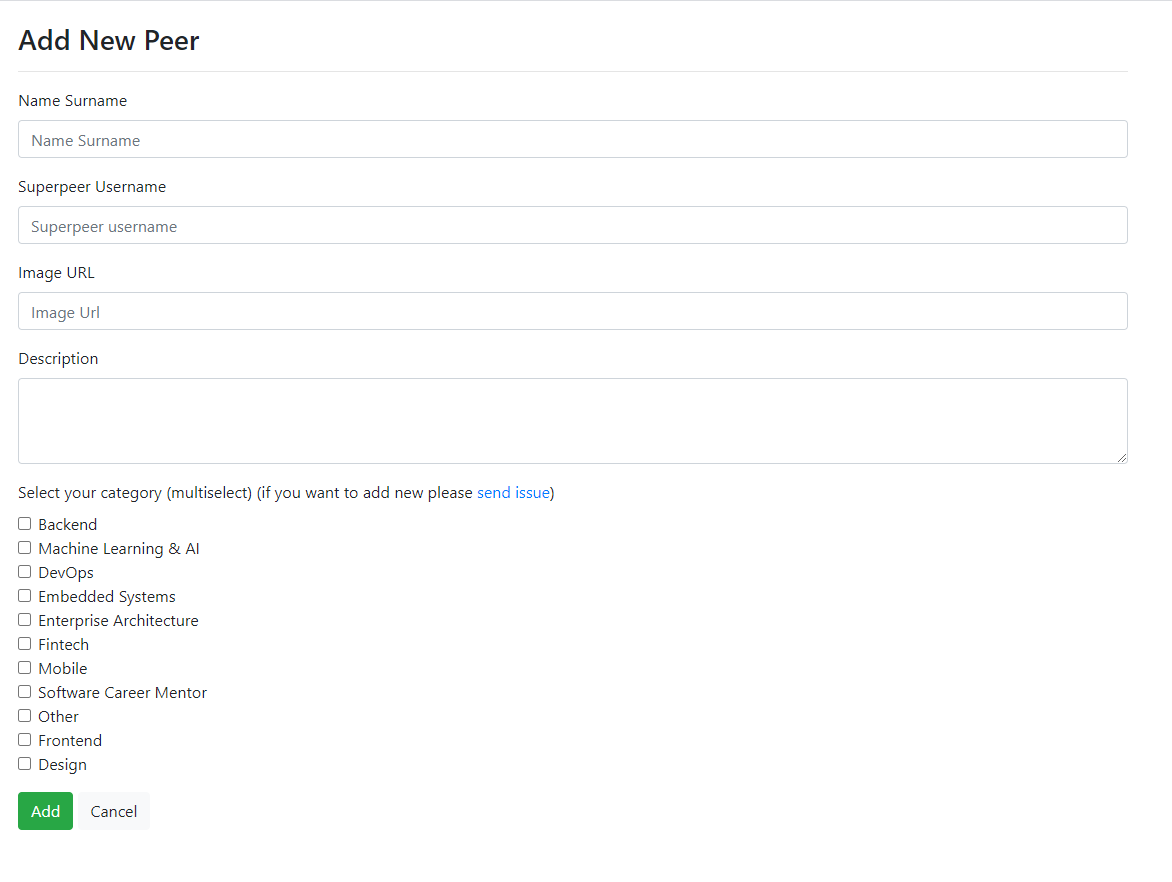 Add New Peer
Name Surname
Name Surname
Superpeer Username
Superpeer username
Image URL
Image Url
Description
Select your category (multiselect) (if you want to add new please send issue)
Backend
Machine Learning & AI
DevOps
Embedded Systems
Enterprise Architecture
Fintech
Mobile
Software Career Mentor
Other
Frontend
Design
Add Cancel